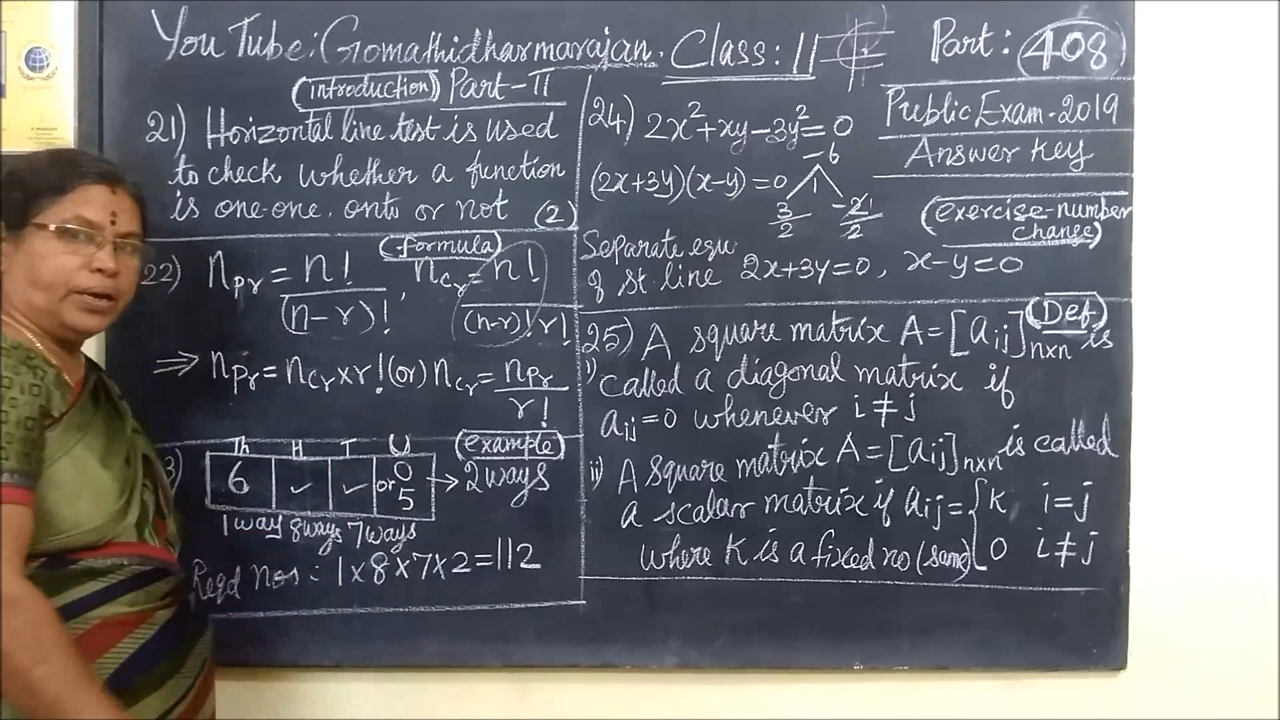 You Tube: Gomathidharmarajan. Class: 11 Part: 408
(introduction) Part-II
21) Horizontal line test is used
to check whether a function
is one-one. onto or not (2)
(formula)
22) nPr = n!/(n-r)!, nCr = n!/(n-r)! r!
⇒ nPr = nCr × r! (or) nCr = nPr/r!
(example)
Th H T U
3) 6 ✓ ✓ 0 or 5 → 2 ways
1 way 8 ways 7 ways
Reqd Nos: 1 × 8 × 7 × 2 = 112
Public Exam - 2019
Answer Key
24) 2x² + xy - 3y² = 0
-6
(2x+3y)(x-y) = 0
1
3/2 -2/2
(exercise-number
change)
Separate equ
of st. line 2x+3y=0, x-y=0
(Def)
25) A square matrix A = [aij]n×n is
i) called a diagonal matrix if
aij = 0 whenever i ≠ j
ii) A square matrix A = [aij]n×n is called
a scalar matrix if aij = { K i=j
where K is a fixed no (same) { 0 i≠j